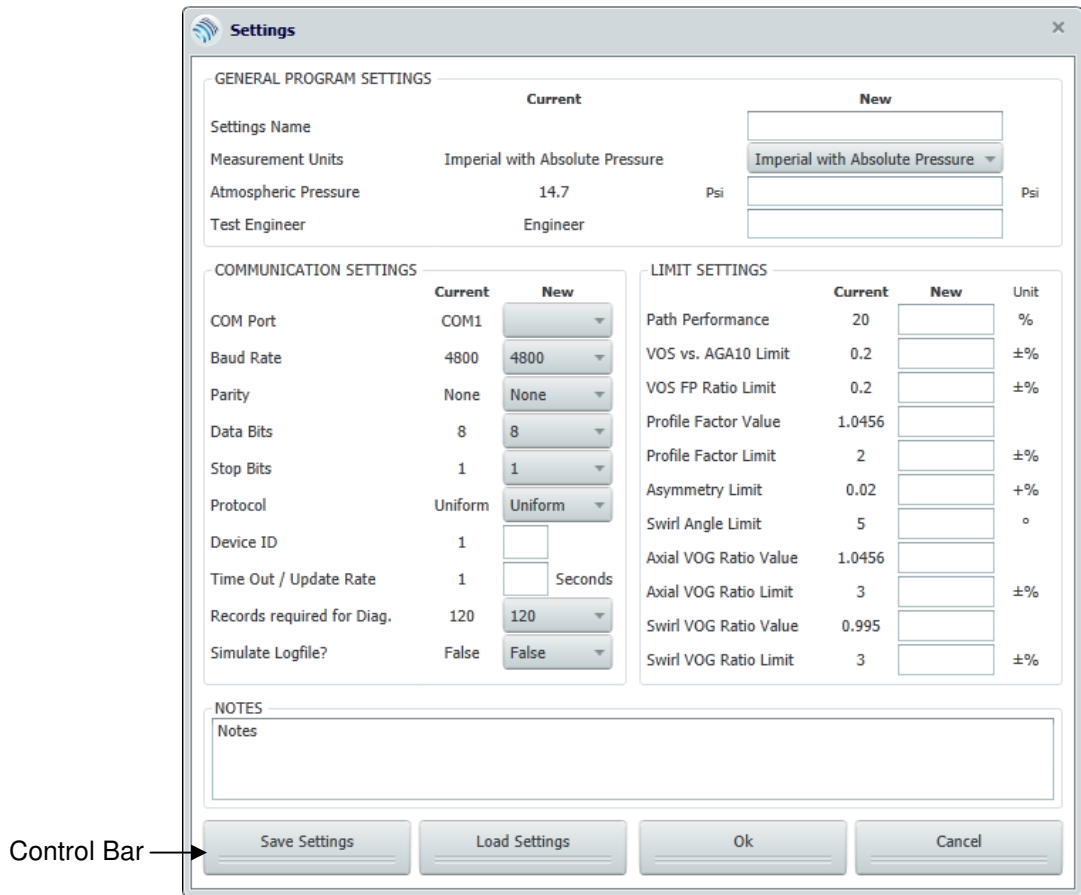 Settings
GENERAL PROGRAM SETTINGS
Current New
Settings Name
Measurement Units Imperial with Absolute Pressure Imperial with Absolute Pressure
Atmospheric Pressure 14.7 Psi Psi
Test Engineer Engineer
COMMUNICATION SETTINGS
Current New
COM Port COM1
Baud Rate 4800 4800
Parity None None
Data Bits 8 8
Stop Bits 1 1
Protocol Uniform Uniform
Device ID 1
Time Out / Update Rate 1 Seconds
Records required for Diag. 120 120
Simulate Logfile? False False
LIMIT SETTINGS
Current New Unit
Path Performance 20 %
VOS vs. AGA10 Limit 0.2 ±%
VOS FP Ratio Limit 0.2 ±%
Profile Factor Value 1.0456
Profile Factor Limit 2 ±%
Asymmetry Limit 0.02 +%
Swirl Angle Limit 5 °
Axial VOG Ratio Value 1.0456
Axial VOG Ratio Limit 3 ±%
Swirl VOG Ratio Value 0.995
Swirl VOG Ratio Limit 3 ±%
NOTES
Notes
Control Bar
Save Settings Load Settings Ok Cancel